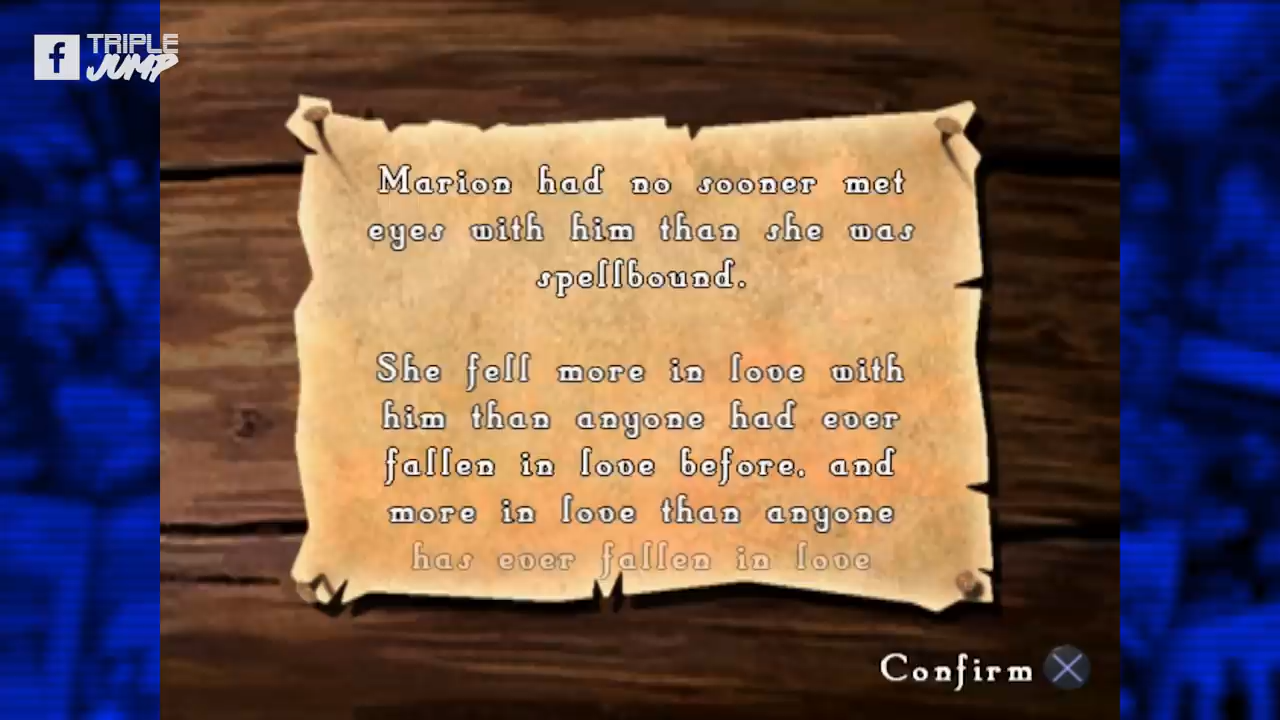 f TRIPLE
JUMP
Marion had no sooner met
eyes with him than she was
spellbound.
She fell more in love with
him than anyone had ever
fallen in love before, and
more in love than anyone
has ever fallen in love
Confirm